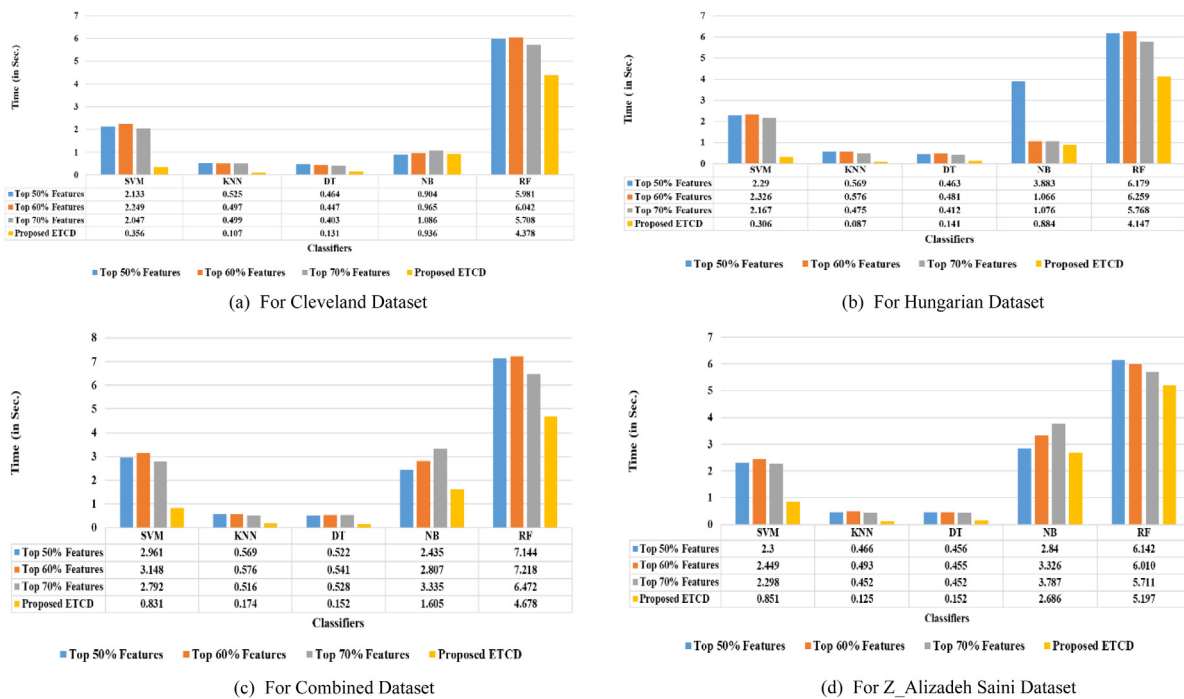 7
6
5
4
3
2
1
0
Time (in Sec.)
SVM KNN DT NB RF
Top 50% Features 2.133 0.525 0.464 0.904 5.981
Top 60% Features 2.249 0.497 0.447 0.965 6.042
Top 70% Features 2.047 0.499 0.403 1.086 5.708
Proposed ETCD 0.356 0.107 0.131 0.936 4.378
Classifiers
Top 50% Features Top 60% Features Top 70% Features Proposed ETCD
(a) For Cleveland Dataset
7
6
5
4
3
2
1
0
Time ( in Sec.)
SVM KNN DT NB RF
Top 50% Features 2.29 0.569 0.463 3.883 6.179
Top 60% Features 2.326 0.576 0.481 1.066 6.259
Top 70% Features 2.167 0.475 0.412 1.076 5.768
Proposed ETCD 0.306 0.087 0.141 0.884 4.147
Classifiers
Top 50% Features Top 60% Features Top 70% Features Proposed ETCD
(b) For Hungarian Dataset
8
7
6
5
4
3
2
1
0
Time (in Sec.)
SVM KNN DT NB RF
Top 50% Features 2.961 0.569 0.522 2.435 7.144
Top 60% Features 3.148 0.576 0.541 2.807 7.218
Top 70% Features 2.792 0.516 0.528 3.335 6.472
Proposed ETCD 0.831 0.174 0.152 1.605 4.678
Classifiers
Top 50% Features Top 60% Features Top 70% Features Proposed ETCD
(c) For Combined Dataset
7
6
5
4
3
2
1
0
Time (in Sec.)
SVM KNN DT NB RF
Top 50% Features 2.3 0.466 0.456 2.84 6.142
Top 60% Features 2.449 0.493 0.455 3.326 6.010
Top 70% Features 2.298 0.452 0.452 3.787 5.711
Proposed ETCD 0.851 0.125 0.152 2.686 5.197
Classifiers
Top 50% Features Top 60% Features Top 70% Features Proposed ETCD
(d) For Z_Alizadeh Saini Dataset